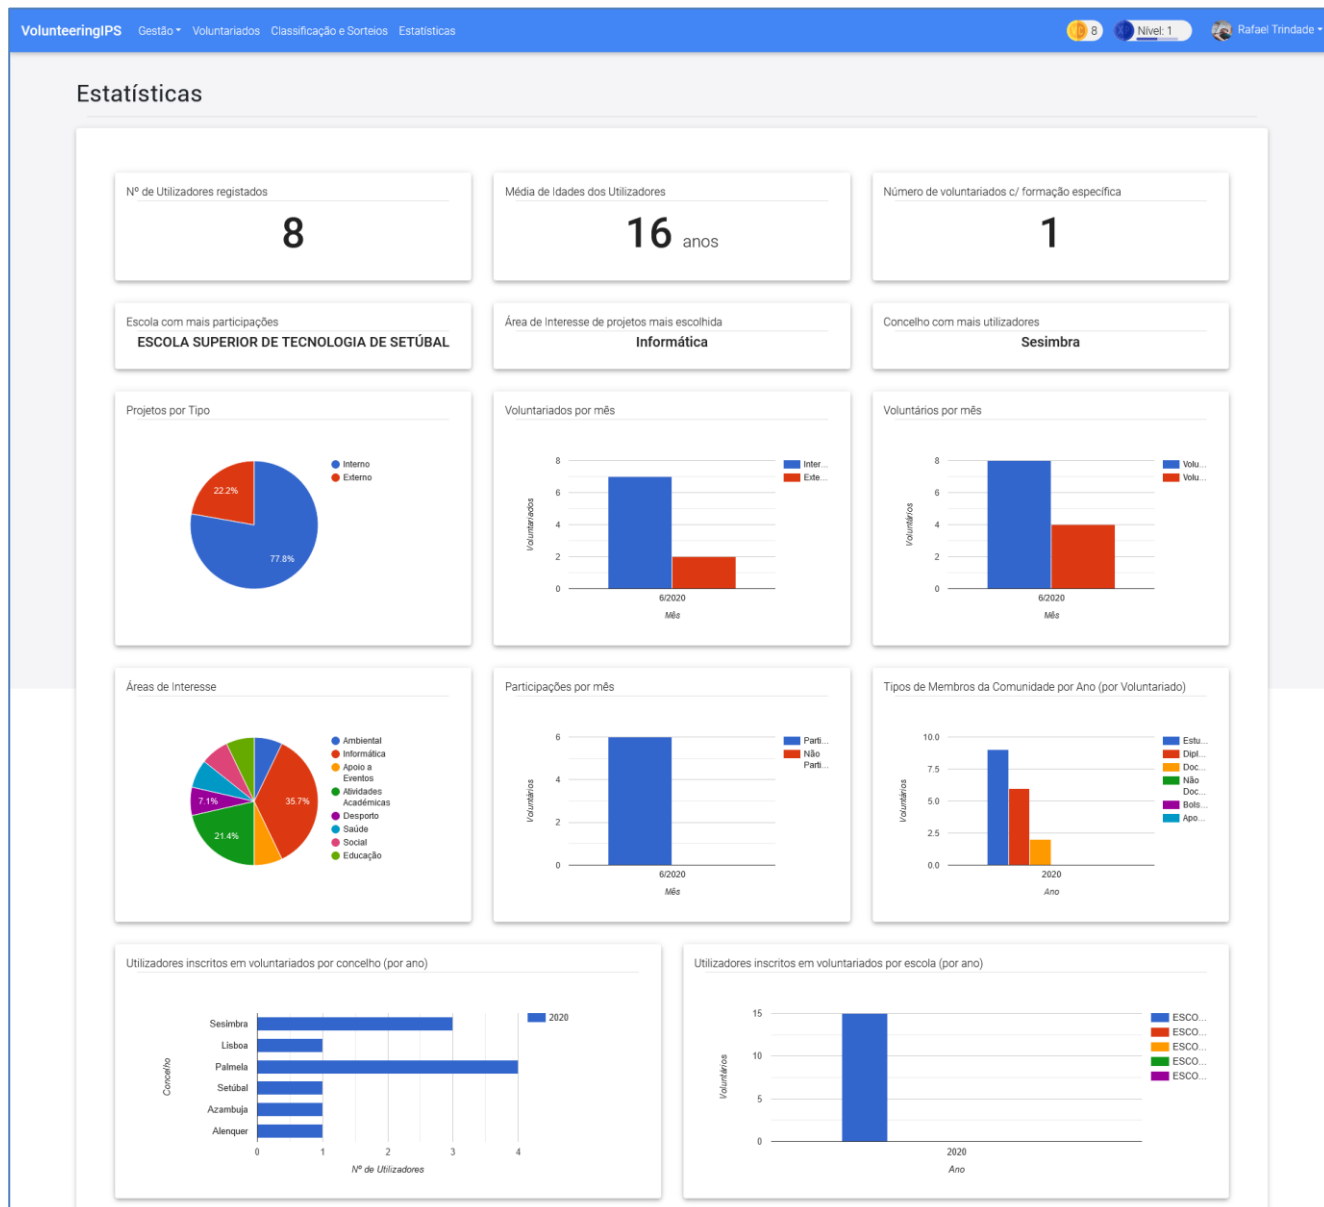 VolunteeringIPS Gestão Voluntariados Classificação e Sorteios Estatísticas 8 Nível: 1 Rafael Trindade
Estatísticas
Nº de Utilizadores registados
8
Média de Idades dos Utilizadores
16 anos
Número de voluntariados c/ formação específica
1
Escola com mais participações
ESCOLA SUPERIOR DE TECNOLOGIA DE SETÚBAL
Área de Interesse de projetos mais escolhida
Informática
Concelho com mais utilizadores
Sesimbra
Projetos por Tipo
22.2%
77.8%
Interno
Externo
Voluntariados por mês
8
6
4
2
0
Voluntariados
6/2020
Mês
Inter...
Exte...
Voluntários por mês
8
6
4
2
0
Voluntários
6/2020
Mês
Volu...
Volu...
Áreas de Interesse
7.1%
35.7%
21.4%
Ambiental
Informática
Apoio a
Eventos
Atividades
Académicas
Desporto
Saúde
Social
Educação
Participações por mês
6
4
2
0
Voluntários
6/2020
Mês
Parti...
Não
Parti...
Tipos de Membros da Comunidade por Ano (por Voluntariado)
10.0
7.5
5.0
2.5
0.0
Voluntários
2020
Ano
Estu...
Dipl...
Doc...
Não
Doc...
Bols...
Apo...
Utilizadores inscritos em voluntariados por concelho (por ano)
Concelho
Sesimbra
Lisboa
Palmela
Setúbal
Azambuja
Alenquer
0 1 2 3 4
Nº de Utilizadores
2020
Utilizadores inscritos em voluntariados por escola (por ano)
15
10
5
0
Voluntários
2020
Ano
ESCO...
ESCO...
ESCO...
ESCO...
ESCO...